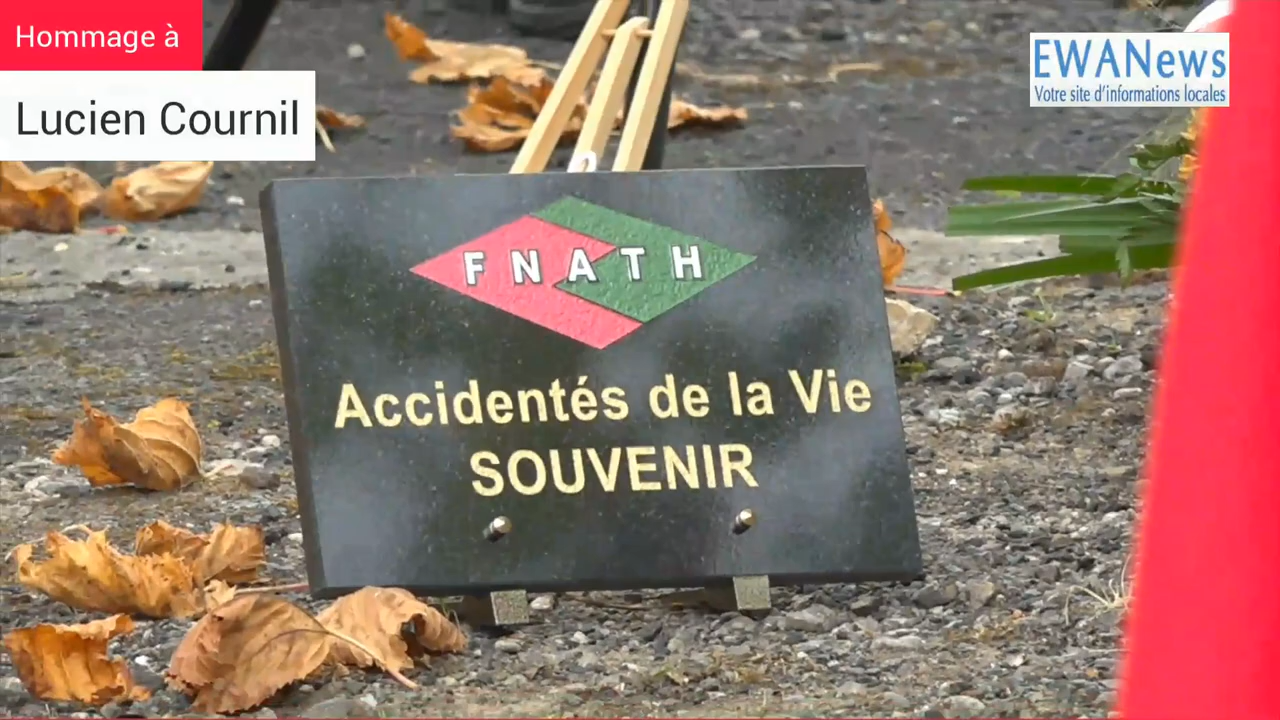 Hommage à
Lucien Cournil
EWANews
Votre site d'informations locales
FNATH
Accidentés de la Vie
SOUVENIR